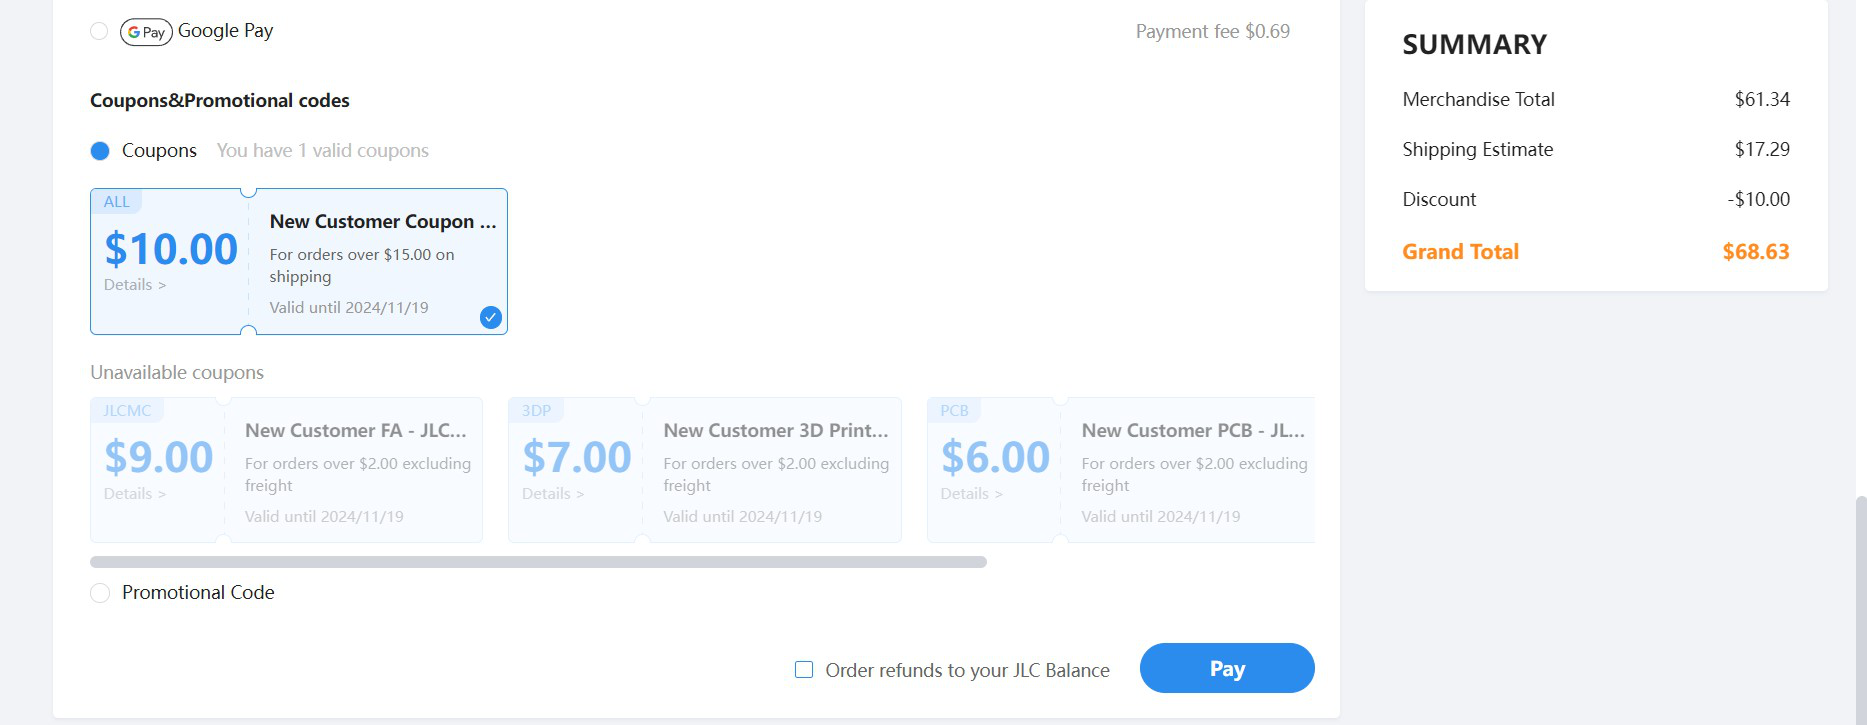 G Pay Google Pay Payment fee $0.69
Coupons&Promotional codes
Coupons You have 1 valid coupons
ALL
$10.00
Details >
New Customer Coupon ...
For orders over $15.00 on
shipping
Valid until 2024/11/19
Unavailable coupons
JLCMC
$9.00
Details >
New Customer FA - JLC...
For orders over $2.00 excluding
freight
Valid until 2024/11/19
3DP
$7.00
Details >
New Customer 3D Print...
For orders over $2.00 excluding
freight
Valid until 2024/11/19
PCB
$6.00
Details >
New Customer PCB - JL...
For orders over $2.00 excluding
freight
Valid until 2024/11/19
Promotional Code
Order refunds to your JLC Balance
Pay
SUMMARY
Merchandise Total $61.34
Shipping Estimate $17.29
Discount -$10.00
Grand Total $68.63